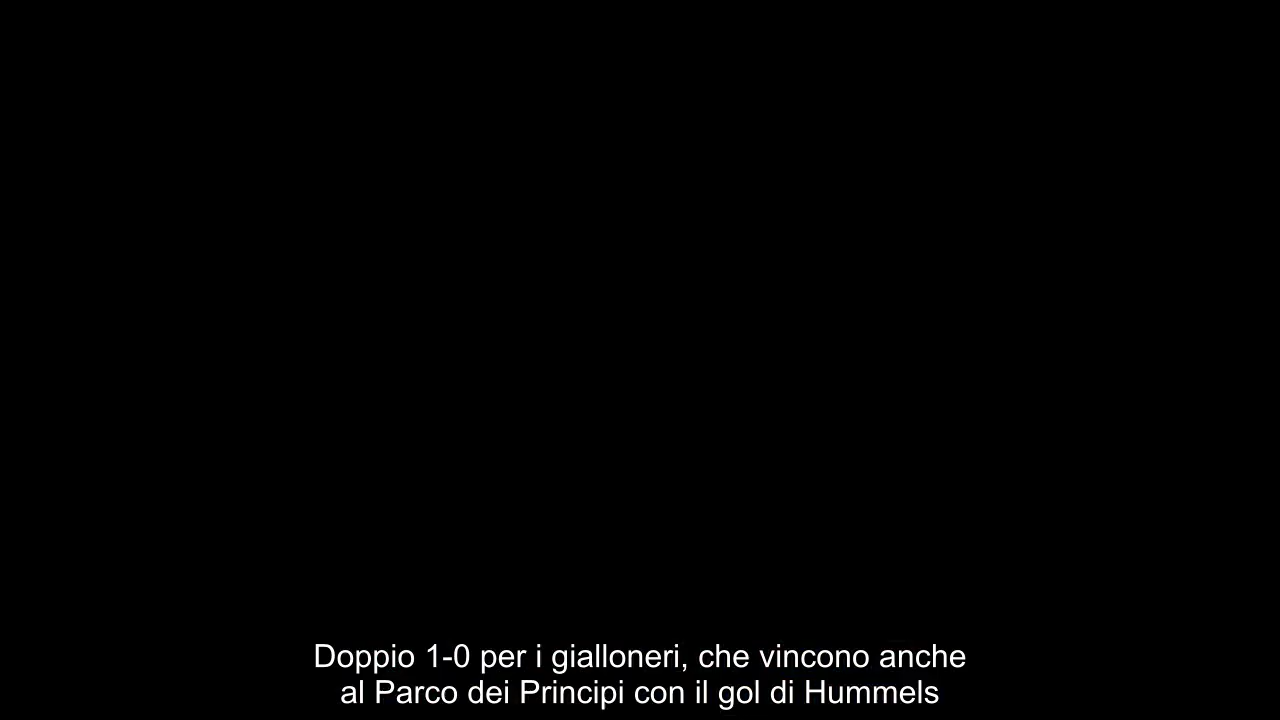 Doppio 1-0 per i gialloneri, che vincono anche
al Parco dei Principi con il gol di Hummels